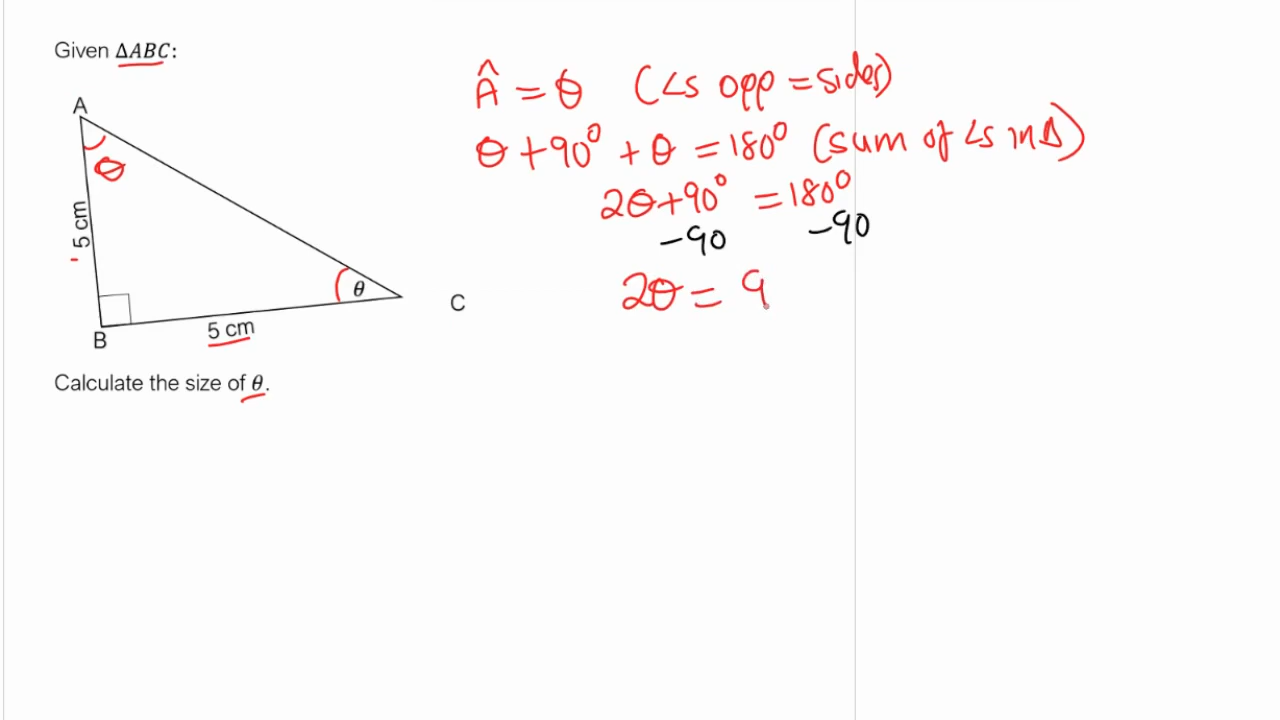 Given ΔABC:
A
θ
5 cm
B
5 cm
θ
C
Calculate the size of θ.
Â = θ (∠s opp = sides)
θ + 90° + θ = 180° (sum of ∠s in Δ)
2θ + 90° = 180°
-90 -90
2θ = 9